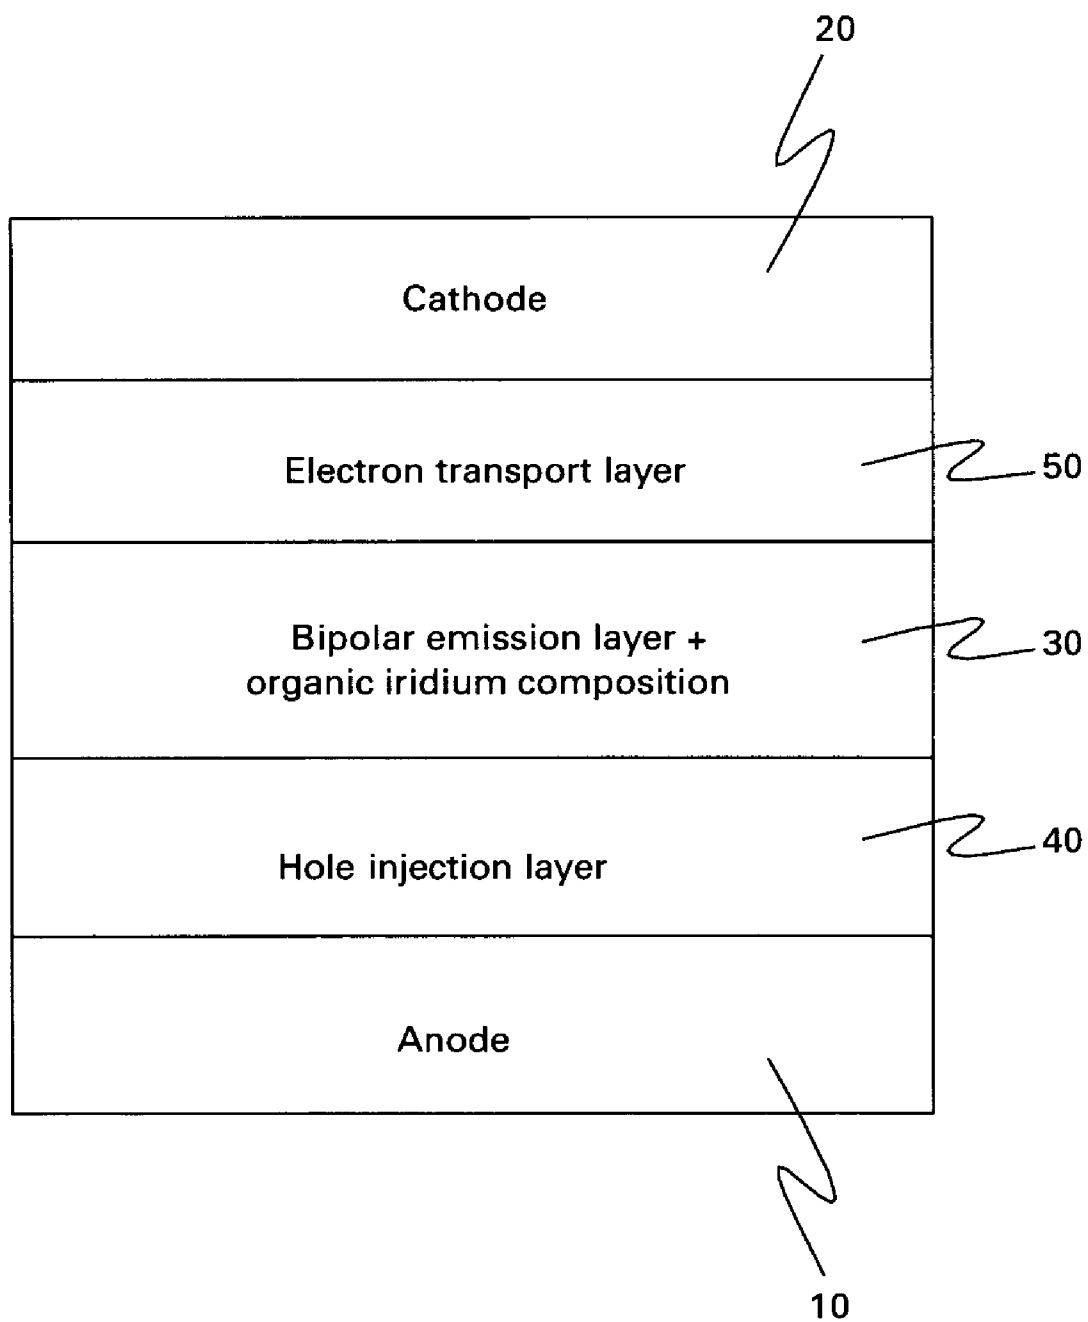 20
Cathode
Electron transport layer
50
Bipolar emission layer +
organic iridium composition
30
Hole injection layer
40
Anode
10